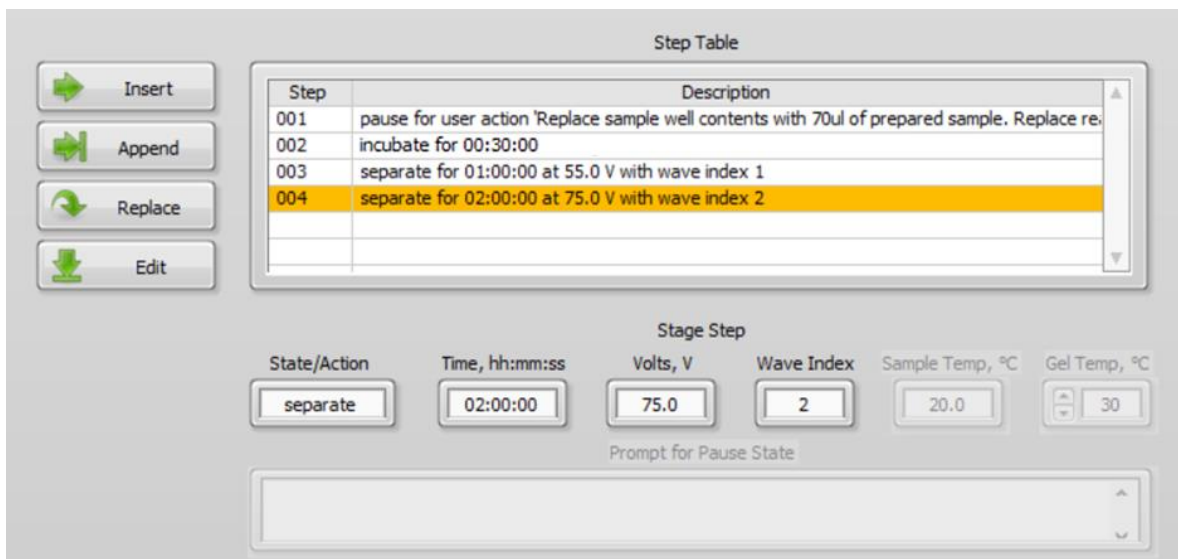 Step Table
Insert
Append
Replace
Edit
Step Description
001 pause for user action 'Replace sample well contents with 70ul of prepared sample. Replace rea
002 incubate for 00:30:00
003 separate for 01:00:00 at 55.0 V with wave index 1
004 separate for 02:00:00 at 75.0 V with wave index 2
Stage Step
State/Action Time, hh:mm:ss Volts, V Wave Index Sample Temp, ºC Gel Temp, ºC
separate 02:00:00 75.0 2 20.0 30
Prompt for Pause State